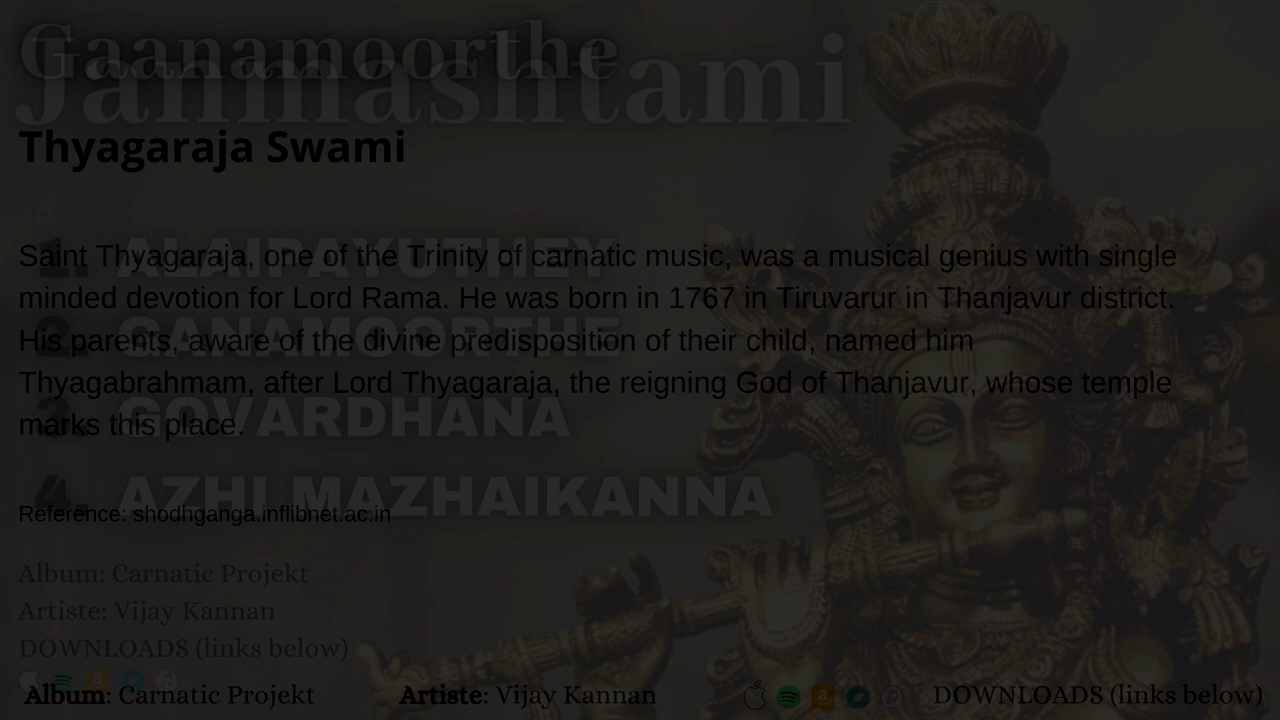 Gaanamoorthe
Janmashtami
Thyagaraja Swami
Saint Thyagaraja, one of the Trinity of carnatic music, was a musical genius with single
minded devotion for Lord Rama. He was born in 1767 in Tiruvarur in Thanjavur district.
His parents, aware of the divine predisposition of their child, named him
Thyagabrahmam, after Lord Thyagaraja, the reigning God of Thanjavur, whose temple
marks this place.
1. ALAIPAYUTHEY
2. GANAMOORTHE
3. GOVARDHANA
4. AZHI MAZHAIKANNA
Reference: shodhganga.inflibnet.ac.in
Album: Carnatic Projekt
Artiste: Vijay Kannan
DOWNLOADS (links below)
Album: Carnatic Projekt Artiste: Vijay Kannan DOWNLOADS (links below)